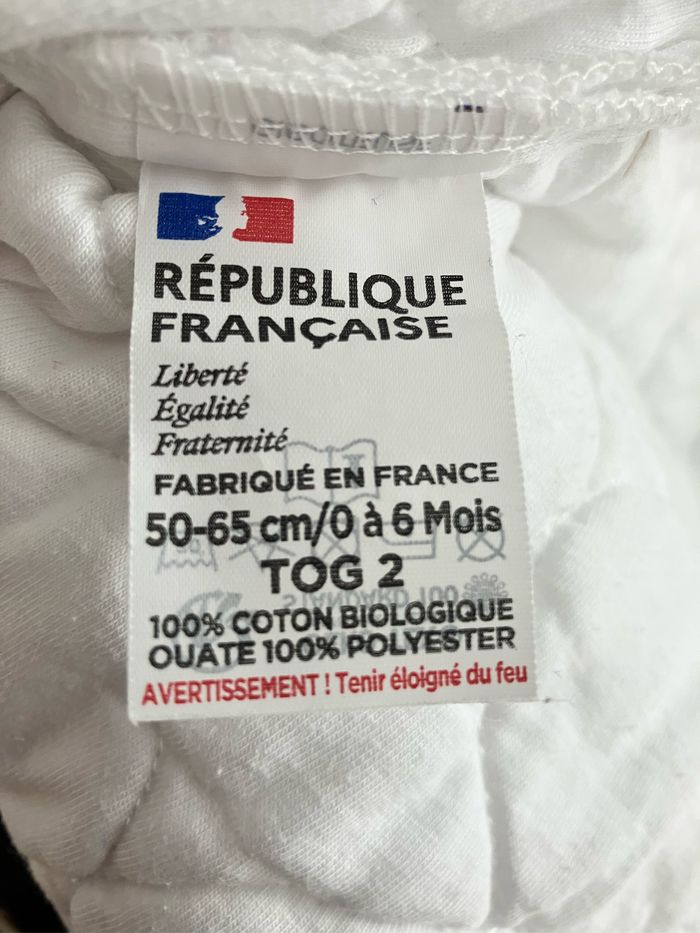 RÉPUBLIQUE
FRANÇAISE
Liberté
Égalité
Fraternité
FABRIQUÉ EN FRANCE
50-65 cm/0 à 6 Mois
TOG 2
100% COTON BIOLOGIQUE
OUATE 100% POLYESTER
AVERTISSEMENT ! Tenir éloigné du feu